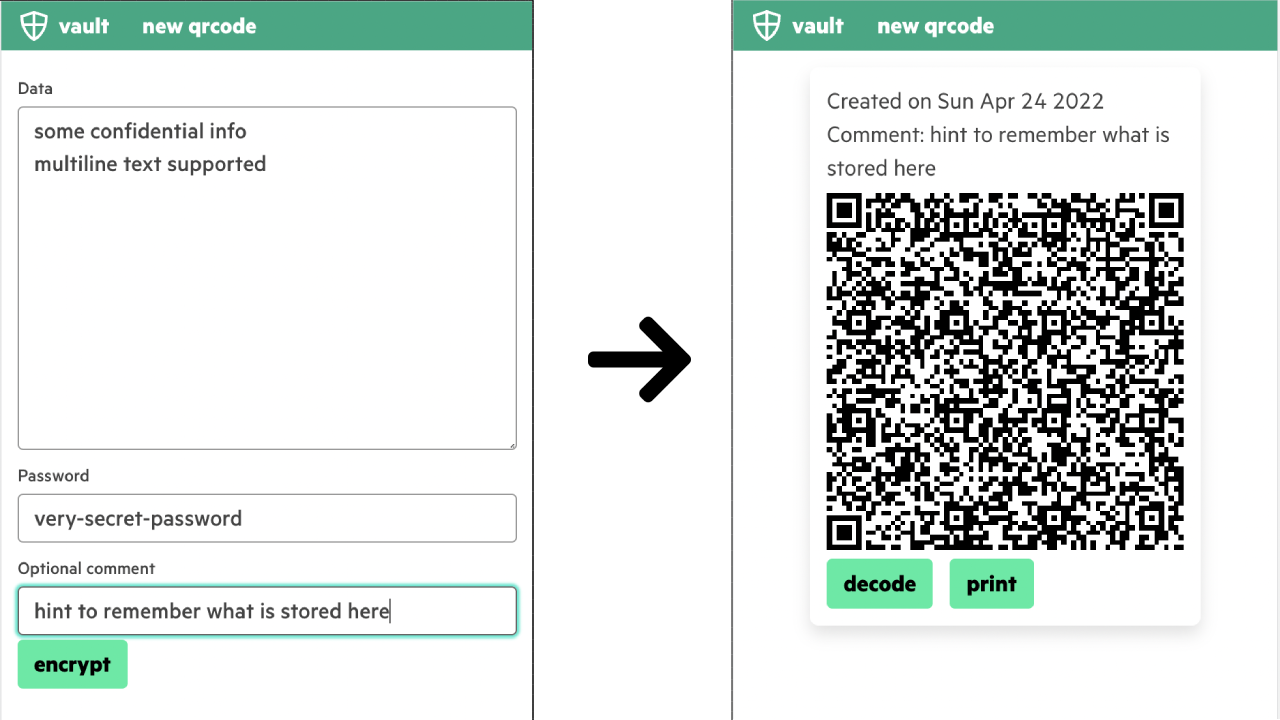 vault new qrcode
Data
some confidential info
multiline text supported
Password
very-secret-password
Optional comment
hint to remember what is stored here
encrypt
vault new qrcode
Created on Sun Apr 24 2022
Comment: hint to remember what is
stored here
decode print